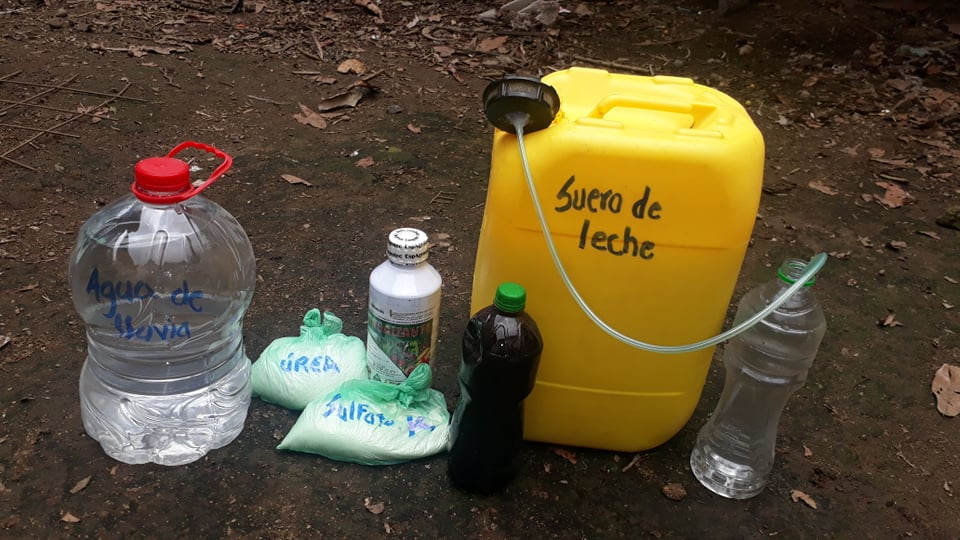 Agua de
lluvia
ÚREA
Sulfato
Suero de
leche